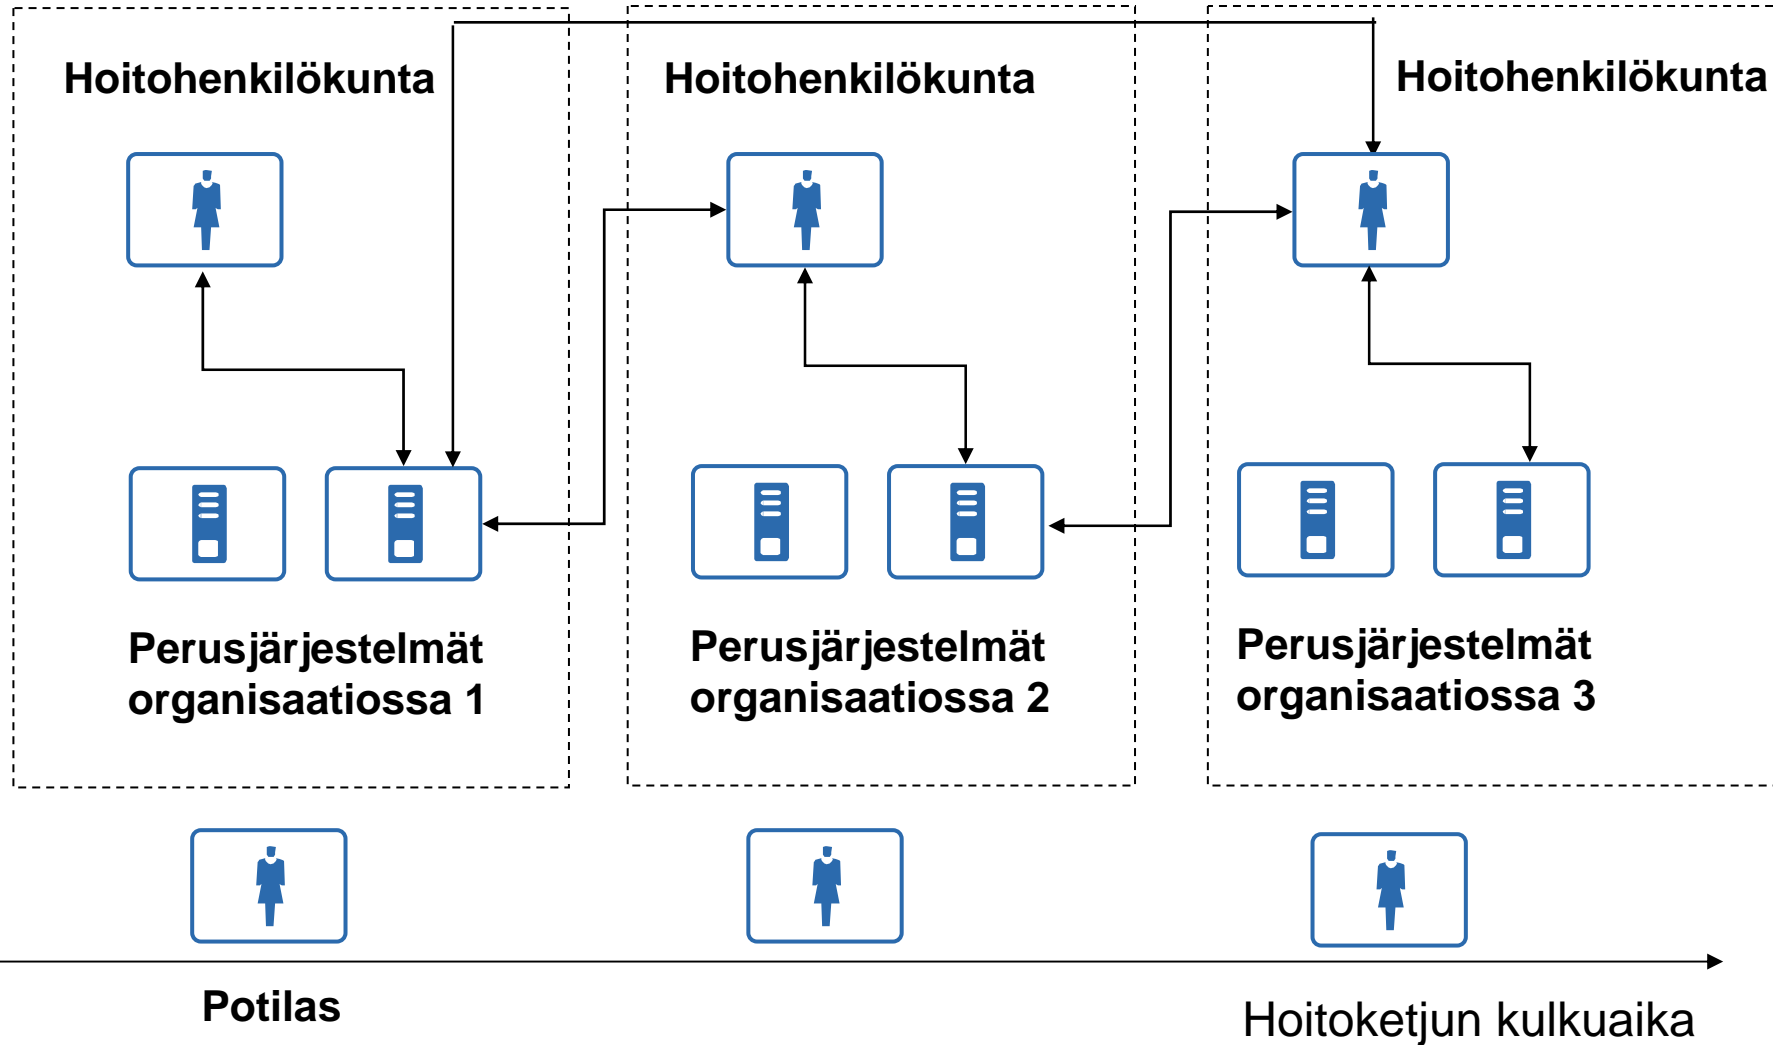 Hoitohenkilökunta
Hoitohenkilökunta
Hoitohenkilökunta
Perusjärjestelmät
organisaatiossa 1
Perusjärjestelmät
organisaatiossa 2
Perusjärjestelmät
organisaatiossa 3
Potilas
Hoitoketjun kulkuaika